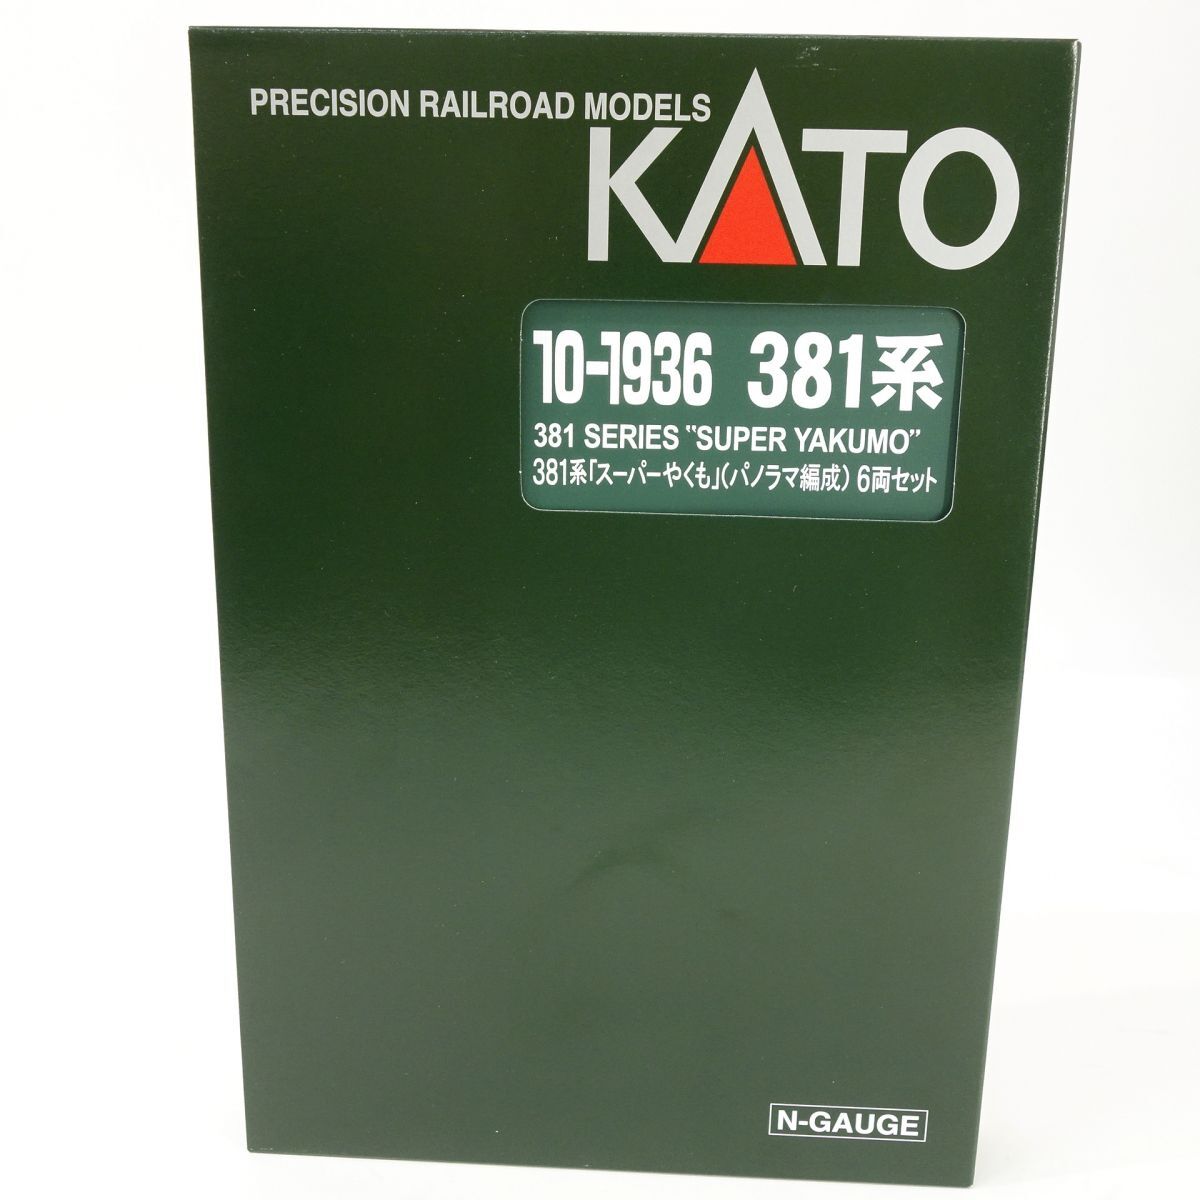 PRECISION RAILROAD MODELS
KATO
10-1936 381系
381 SERIES "SUPER YAKUMO"
381系「スーパーやくも」(パノラマ編成) 6両セット
N-GAUGE